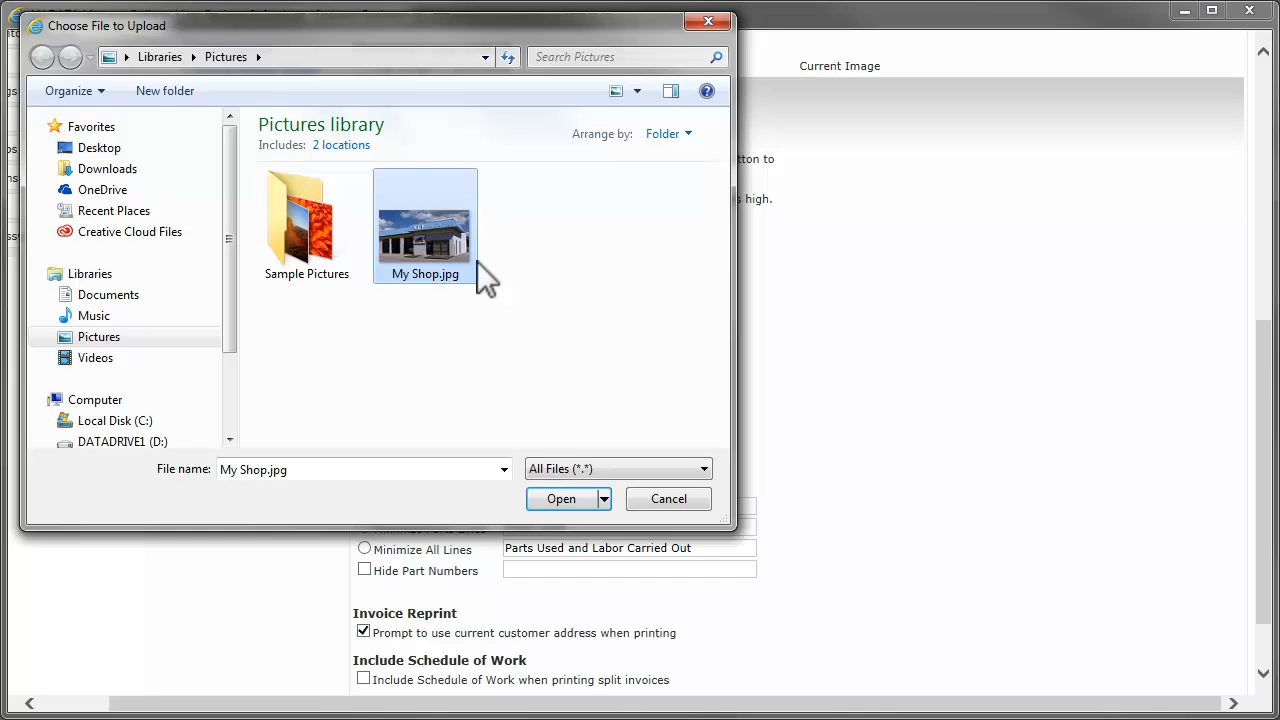 Choose File to Upload
Libraries
Pictures
Search Pictures
Organize
New folder
Favorites
Desktop
Downloads
OneDrive
Recent Places
Creative Cloud Files
Libraries
Documents
Music
Pictures
Videos
Computer
Local Disk (C:)
DATADRIVE1 (D:)
Pictures library
Includes: 2 locations
Arrange by: Folder
Sample Pictures
My Shop.jpg
File name: My Shop.jpg
All Files (*.*)
Open
Cancel
Current Image
tton to
s high.
Minimize All Lines
Parts Used and Labor Carried Out
Hide Part Numbers
Invoice Reprint
Prompt to use current customer address when printing
Include Schedule of Work
Include Schedule of Work when printing split invoices